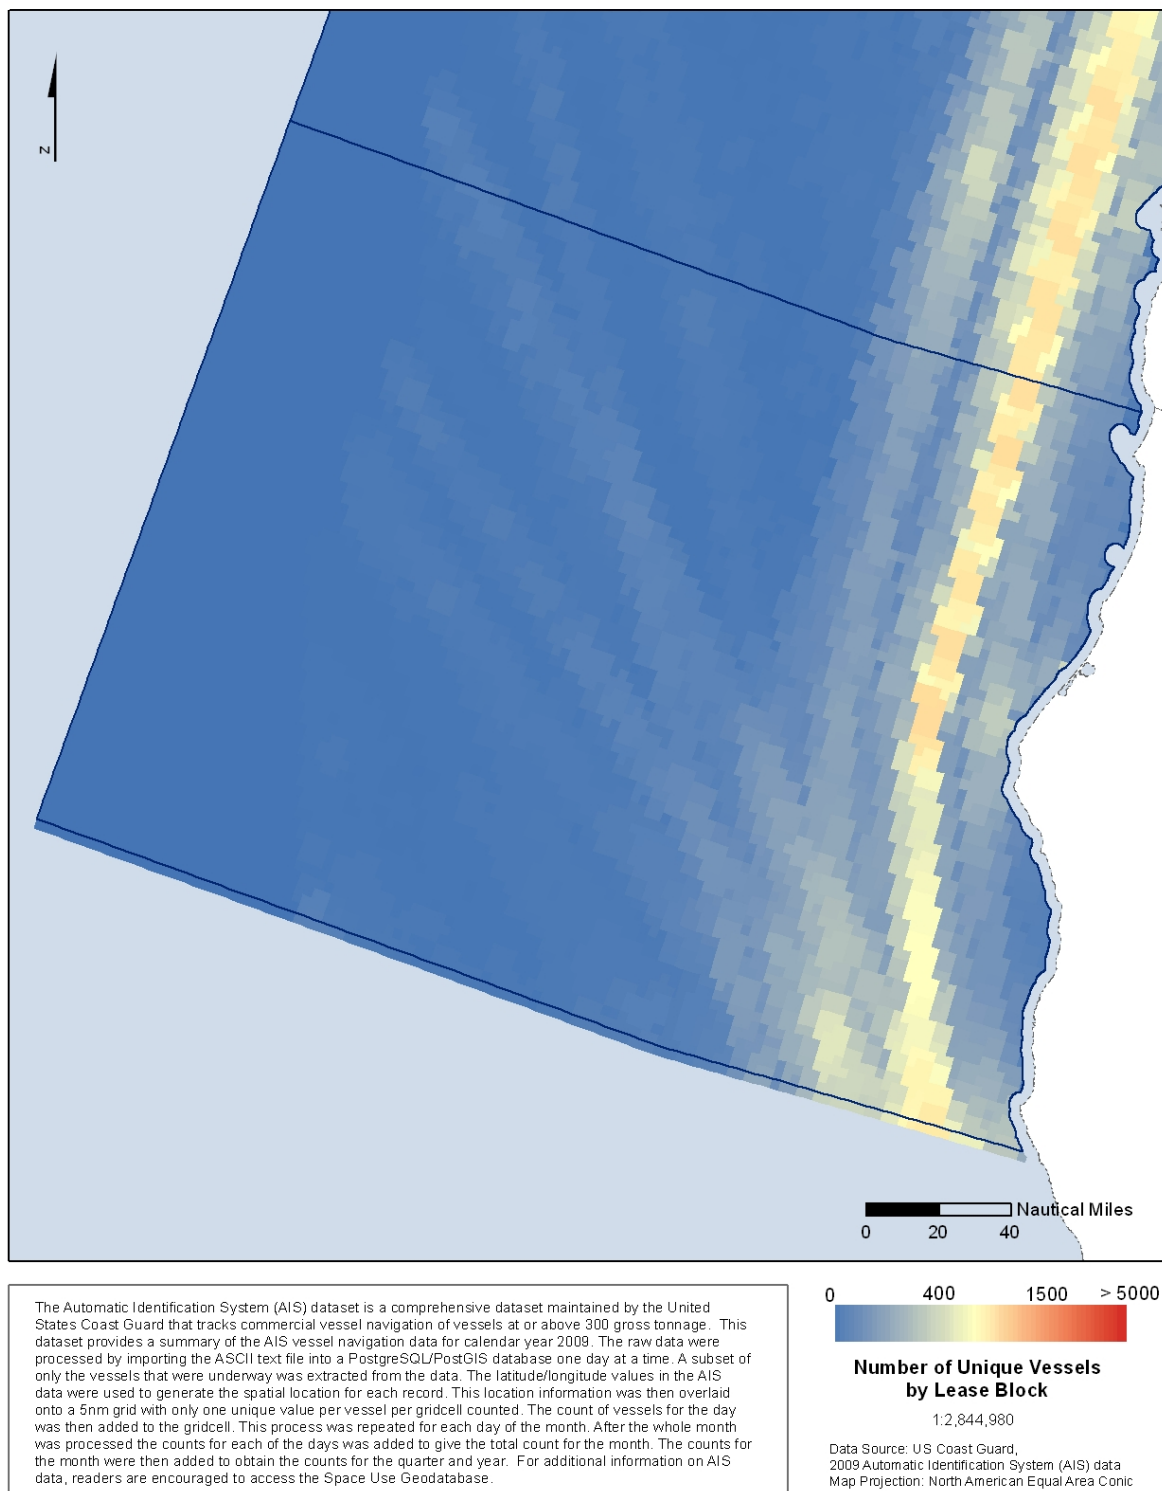 z
Nautical Miles
0 20 40
The Automatic Identification System (AIS) dataset is a comprehensive dataset maintained by the United
States Coast Guard that tracks commercial vessel navigation of vessels at or above 300 gross tonnage. This
dataset provides a summary of the AIS vessel navigation data for calendar year 2009. The raw data were
processed by importing the ASCII text file into a PostgreSQL/PostGIS database one day at a time. A subset of
only the vessels that were underway was extracted from the data. The latitude/longitude values in the AIS
data were used to generate the spatial location for each record. This location information was then overlaid
onto a 5nm grid with only one unique value per vessel per gridcell counted. The count of vessels for the day
was then added to the gridcell. This process was repeated for each day of the month. After the whole month
was processed the counts for each of the days was added to give the total count for the month. The counts for
the month were then added to obtain the counts for the quarter and year. For additional information on AIS
data, readers are encouraged to access the Space Use Geodatabase.
0 400 1500 > 5000
Number of Unique Vessels
by Lease Block
1:2,844,980
Data Source: US Coast Guard,
2009 Automatic Identification System (AIS) data
Map Projection: North American Equal Area Conic